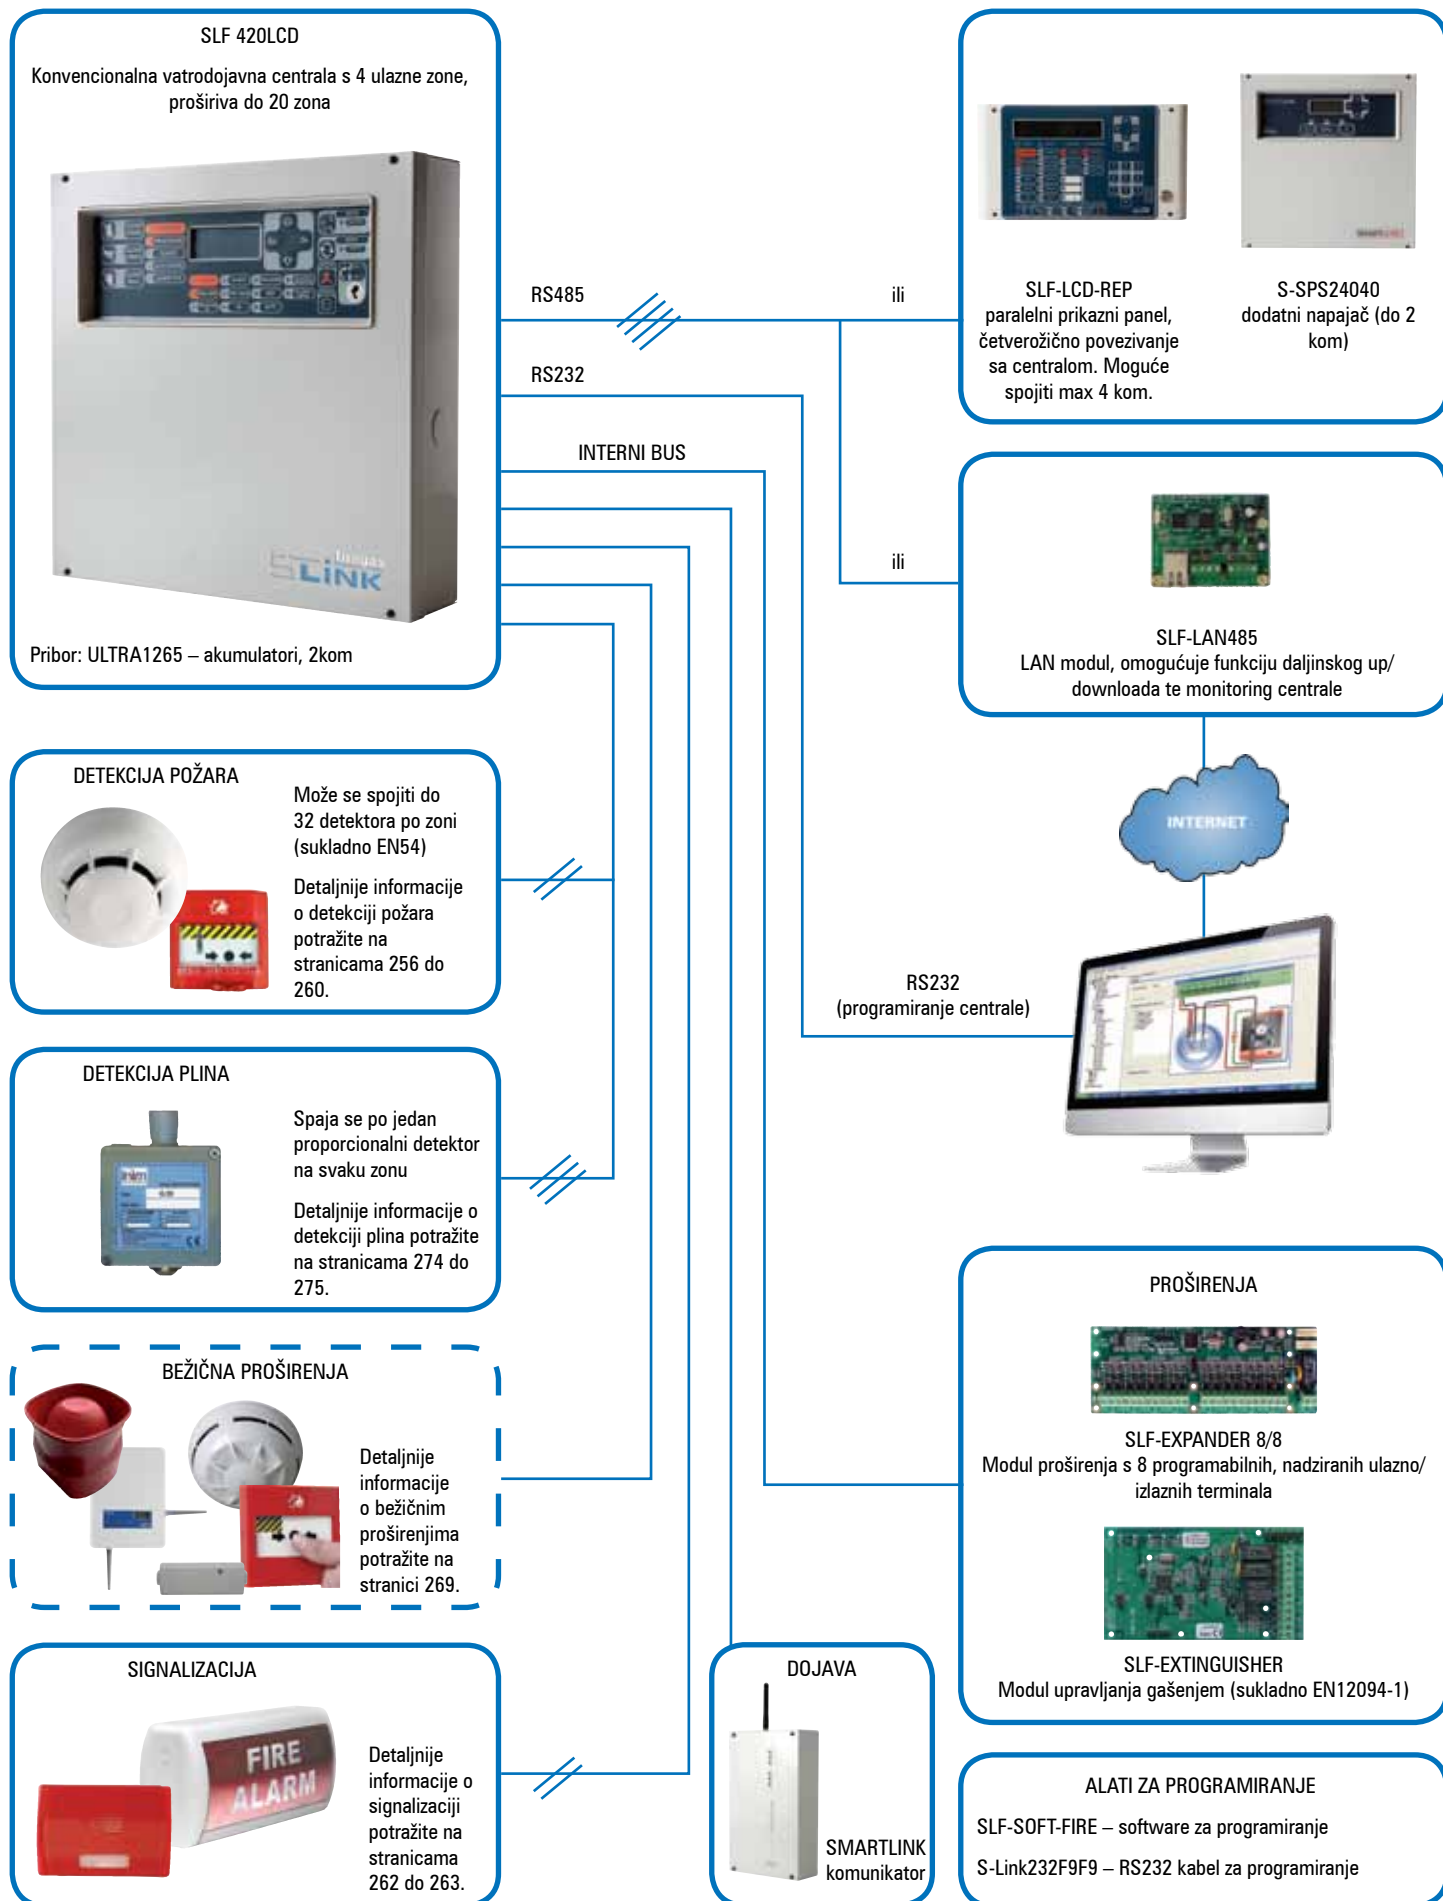 SLF 420LCD
Konvencionalna vatrodojavna centrala s 4 ulazne zone,
proširiva do 20 zona
LINK
Pribor: ULTRA1265 – akumulatori, 2kom
RS485
ili
RS232
INTERNI BUS
ili
SLF-LCD-REP
paralelni prikazni panel,
četverožično povezivanje
sa centralom. Moguće
spojiti max 4 kom.
S-SPS24040
dodatni napajač (do 2
kom)
SLF-LAN485
LAN modul, omogućuje funkciju daljinskog up/
downloada te monitoring centrale
INTERNET
RS232
(programiranje centrale)
DETEKCIJA POŽARA
Može se spojiti do
32 detektora po zoni
(sukladno EN54)
Detaljnije informacije
o detekciji požara
potražite na
stranicama 256 do
260.
DETEKCIJA PLINA
Spaja se po jedan
proporcionalni detektor
na svaku zonu
Detaljnije informacije o
detekciji plina potražite
na stranicama 274 do
275.
BEŽIČNA PROŠIRENJA
Detaljnije
informacije
o bežičnim
proširenjima
potražite na
stranici 269.
SIGNALIZACIJA
FIRE
ALARM
Detaljnije
informacije o
signalizaciji
potražite na
stranicama
262 do 263.
DOJAVA
SMARTLINK
komunikator
PROŠIRENJA
SLF-EXPANDER 8/8
Modul proširenja s 8 programabilnih, nadziranih ulazno/
izlaznih terminala
SLF-EXTINGUISHER
Modul upravljanja gašenjem (sukladno EN12094-1)
ALATI ZA PROGRAMIRANJE
SLF-SOFT-FIRE – software za programiranje
S-Link232F9F9 – RS232 kabel za programiranje